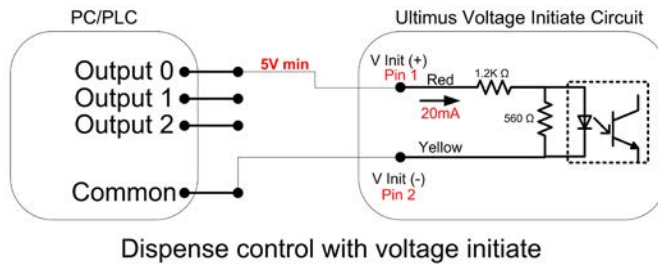 PC/PLC
Ultimus Voltage Initiate Circuit
Output 0
5V min
V Init (+)
Pin 1
Red
1.2K Ω
Output 1
20mA
Output 2
560 Ω
Yellow
Common
V Init (-)
Pin 2
Dispense control with voltage initiate